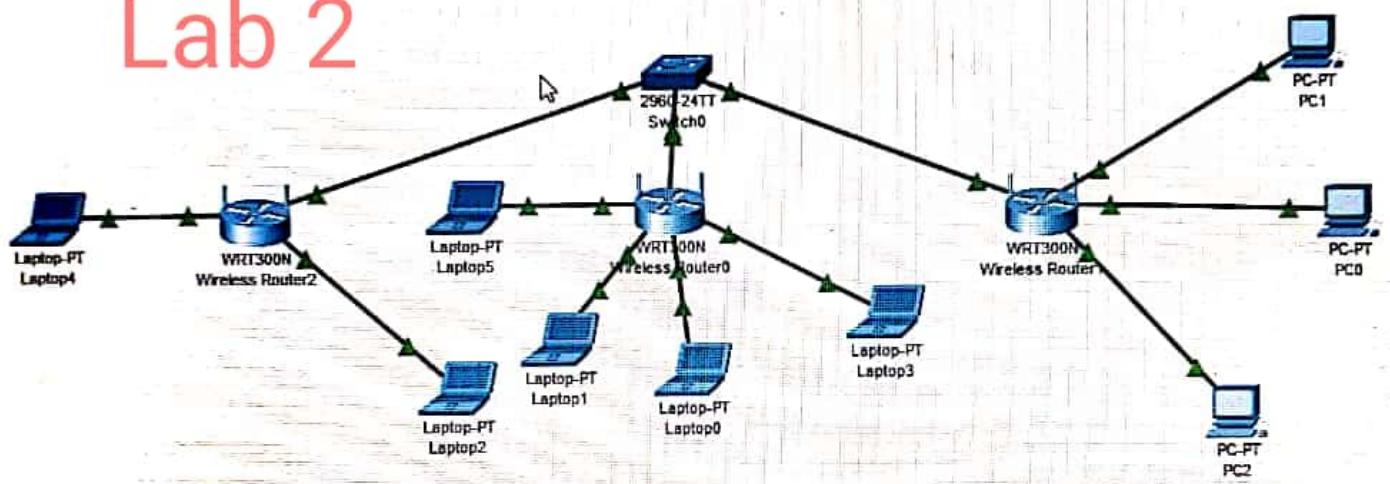 Lab 2
2960-24TT
Switch0
PC-PT
PC1
Laptop-PT
Laptop4
WRT300N
Wireless Router2
Laptop-PT
Laptop5
WRT300N
Wireless Router0
WRT300N
Wireless Router1
PC-PT
PC0
Laptop-PT
Laptop3
Laptop-PT
Laptop1
Laptop-PT
Laptop0
Laptop-PT
Laptop2
PC-PT
PC2